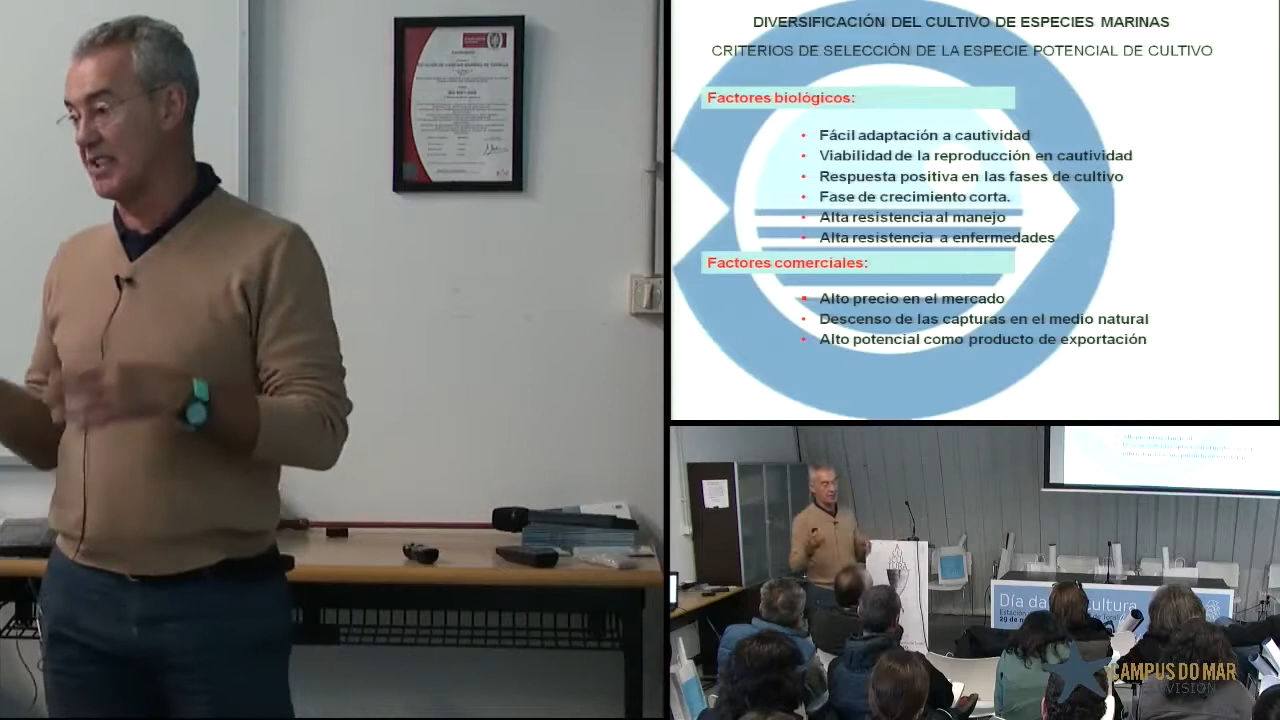 DIVERSIFICACIÓN DEL CULTIVO DE ESPECIES MARINAS
CRITERIOS DE SELECCIÓN DE LA ESPECIE POTENCIAL DE CULTIVO
Factores biológicos:
• Fácil adaptación a cautividad
• Viabilidad de la reproducción en cautividad
• Respuesta positiva en las fases de cultivo
• Fase de crecimiento corta.
• Alta resistencia al manejo
• Alta resistencia a enfermedades
Factores comerciales:
▪ Alto precio en el mercado
• Descenso de las capturas en el medio natural
• Alto potencial como producto de exportación
Día da cultura
CAMPUS DO MAR